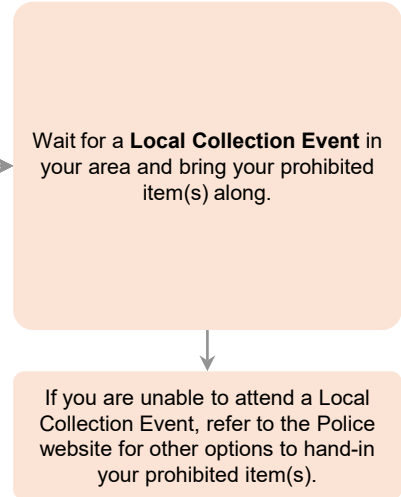 Wait for a Local Collection Event in
your area and bring your prohibited
item(s) along.
If you are unable to attend a Local
Collection Event, refer to the Police
website for other options to hand-in
your prohibited item(s).